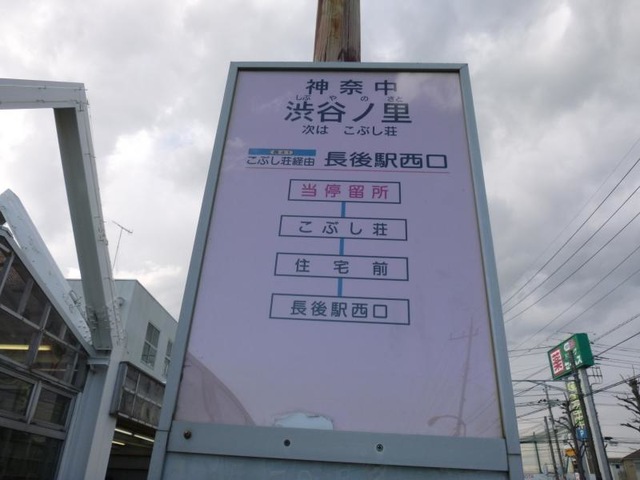 神奈中
しぶ や の さと
渋谷ノ里
次は こぶし荘
こぶし荘経由 長後駅西口
当停留所
こぶし荘
住宅前
長後駅西口
薬